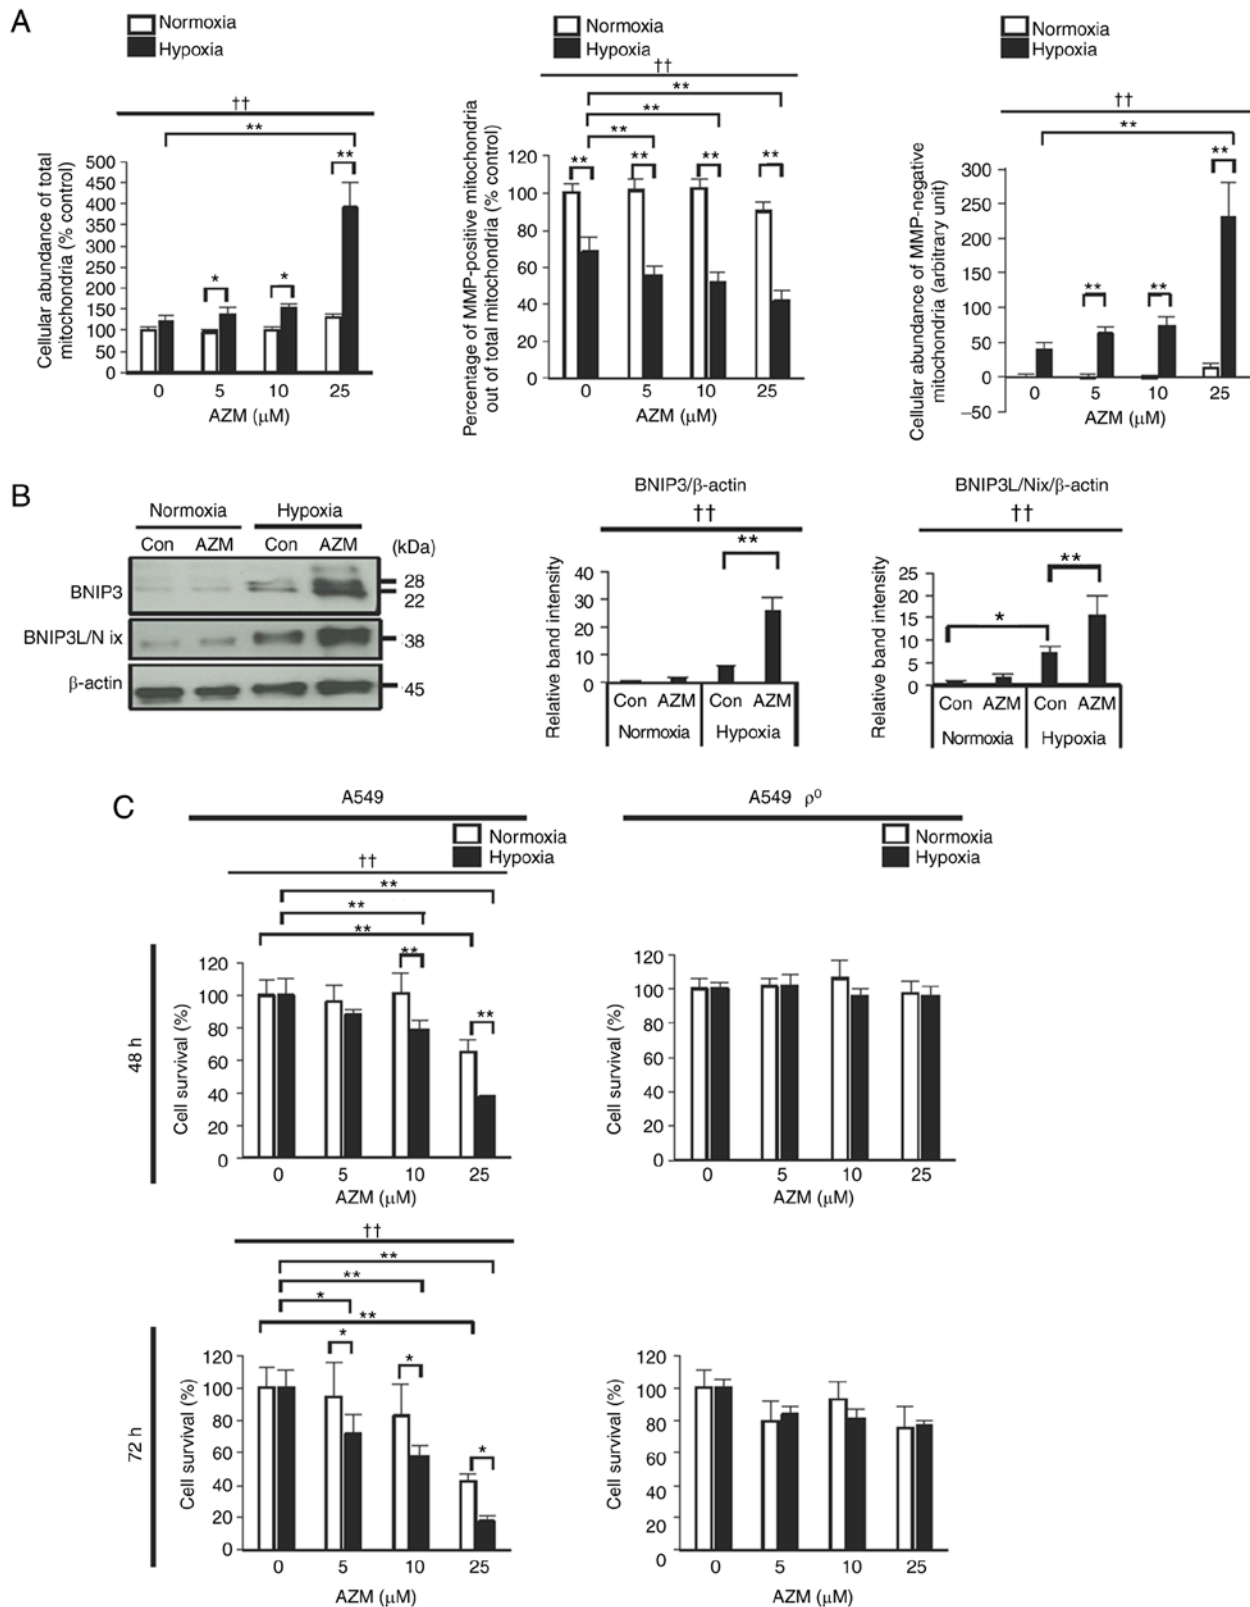 A
Normoxia
Hypoxia
††
**
**
*
*
Cellular abundance of total
mitochondria (% control)
500
450
400
350
300
250
200
150
100
50
0
0 5 10 25
AZM (μM)
Normoxia
Hypoxia
††
**
**
**
** ** ** **
Percentage of MMP-positive mitochondria
out of total mitochondria (% control)
120
100
80
60
40
20
0
0 5 10 25
AZM (μM)
Normoxia
Hypoxia
††
**
**
** **
Cellular abundance of MMP-negative
mitochondria (arbitrary unit)
300
250
200
150
100
50
0
−50
0 5 10 25
AZM (μM)
B
Normoxia Hypoxia
Con AZM Con AZM (kDa)
BNIP3
28
22
BNIP3L/N ix
38
β-actin
45
BNIP3/β-actin
††
**
Relative band intensity
40
30
20
10
0
Con AZM Con AZM
Normoxia Hypoxia
BNIP3L/Nix/β-actin
††
**
*
Relative band intensity
25
20
15
10
5
0
Con AZM Con AZM
Normoxia Hypoxia
C
A549
Normoxia
Hypoxia
††
**
**
**
**
**
48 h
Cell survival (%)
120
100
80
60
40
20
0
0 5 10 25
AZM (μM)
A549 ρ⁰
Normoxia
Hypoxia
Cell survival (%)
120
100
80
60
40
20
0
0 5 10 25
AZM (μM)
††
**
**
*
**
*
*
*
72 h
Cell survival (%)
120
100
80
60
40
20
0
0 5 10 25
AZM (μM)
Cell survival (%)
120
100
80
60
40
20
0
0 5 10 25
AZM (μM)